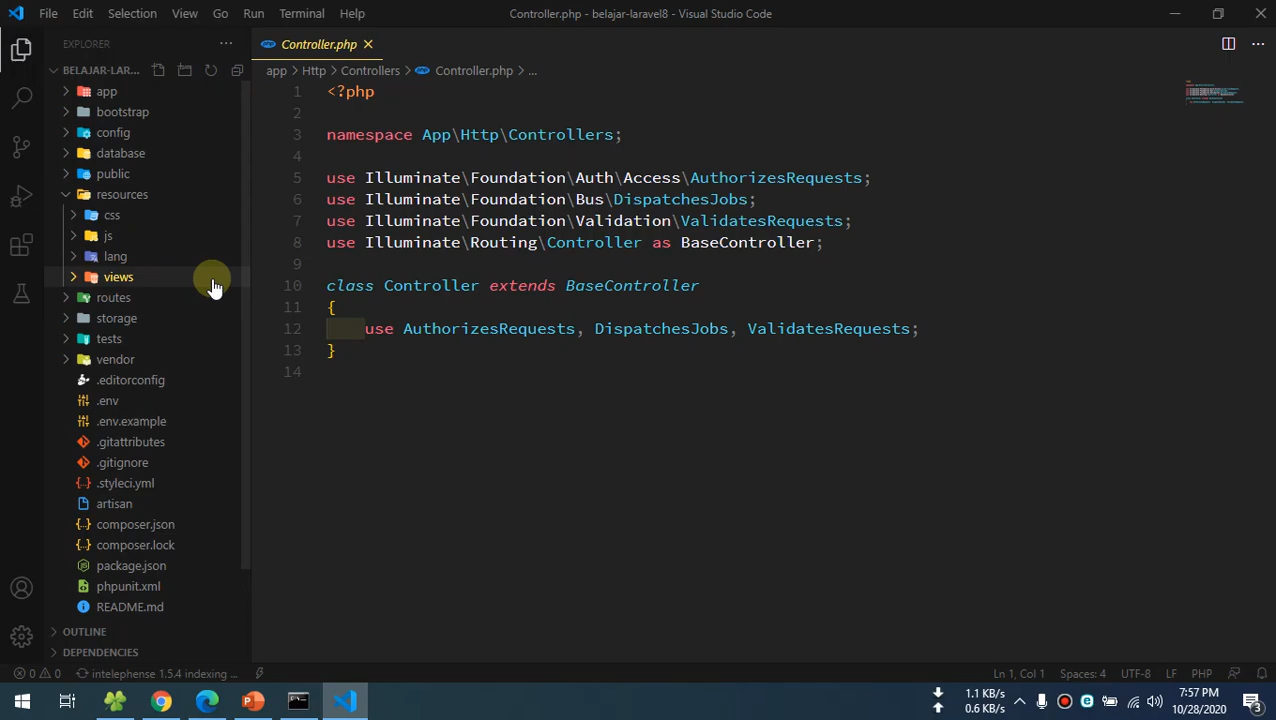 File Edit Selection View Go Run Terminal Help Controller.php - belajar-laravel8 - Visual Studio Code
EXPLORER
BELAJAR-LAR...
app
bootstrap
config
database
public
resources
css
js
lang
views
routes
storage
tests
vendor
.editorconfig
.env
.env.example
.gitattributes
.gitignore
.styleci.yml
artisan
composer.json
composer.lock
package.json
phpunit.xml
README.md
OUTLINE
DEPENDENCIES
Controller.php
app Http Controllers Controller.php ...
1 <?php
2
3 namespace App\Http\Controllers;
4
5 use Illuminate\Foundation\Auth\Access\AuthorizesRequests;
6 use Illuminate\Foundation\Bus\DispatchesJobs;
7 use Illuminate\Foundation\Validation\ValidatesRequests;
8 use Illuminate\Routing\Controller as BaseController;
9
10 class Controller extends BaseController
11 {
12 use AuthorizesRequests, DispatchesJobs, ValidatesRequests;
13 }
14
0 0 intelephense 1.5.4 indexing ... Ln 1, Col 1 Spaces: 4 UTF-8 LF PHP
1.1 KB/s
0.6 KB/s
7:57 PM
10/28/2020
3